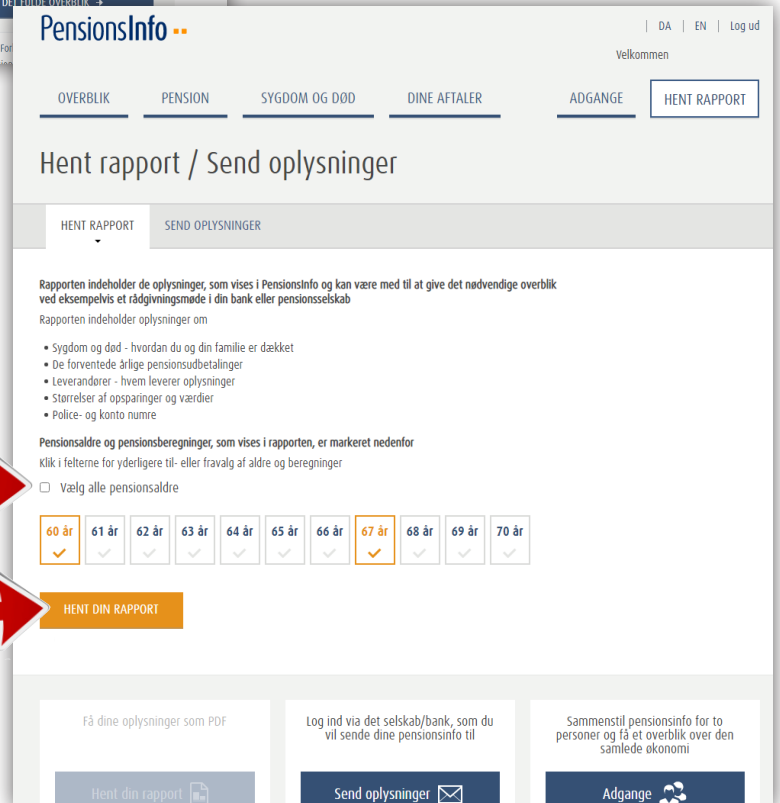 DET FULDE OVERBLIK →
For
PensionsInfo
| DA | EN | Log ud
Velkommen
OVERBLIK PENSION SYGDOM OG DØD DINE AFTALER ADGANGE HENT RAPPORT
Hent rapport / Send oplysninger
HENT RAPPORT SEND OPLYSNINGER
Rapporten indeholder de oplysninger, som vises i PensionsInfo og kan være med til at give det nødvendige overblik
ved eksempelvis et rådgivningsmøde i din bank eller pensionsselskab
Rapporten indeholder oplysninger om
• Sygdom og død - hvordan du og din familie er dækket
• De forventede årlige pensionsudbetalinger
• Leverandører - hvem leverer oplysninger
• Størrelser af opsparinger og værdier
• Police- og konto numre
Pensionsaldre og pensionsberegninger, som vises i rapporten, er markeret nedenfor
Klik i felterne for yderligere til- eller fravalg af aldre og beregninger
Vælg alle pensionsaldre
60 år 61 år 62 år 63 år 64 år 65 år 66 år 67 år 68 år 69 år 70 år
HENT DIN RAPPORT
Få dine oplysninger som PDF
Hent din rapport
Log ind via det selskab/bank, som du
vil sende dine pensionsinfo til
Send oplysninger
Sammenstil pensionsinfo for to
personer og få et overblik over den
samlede økonomi
Adgange